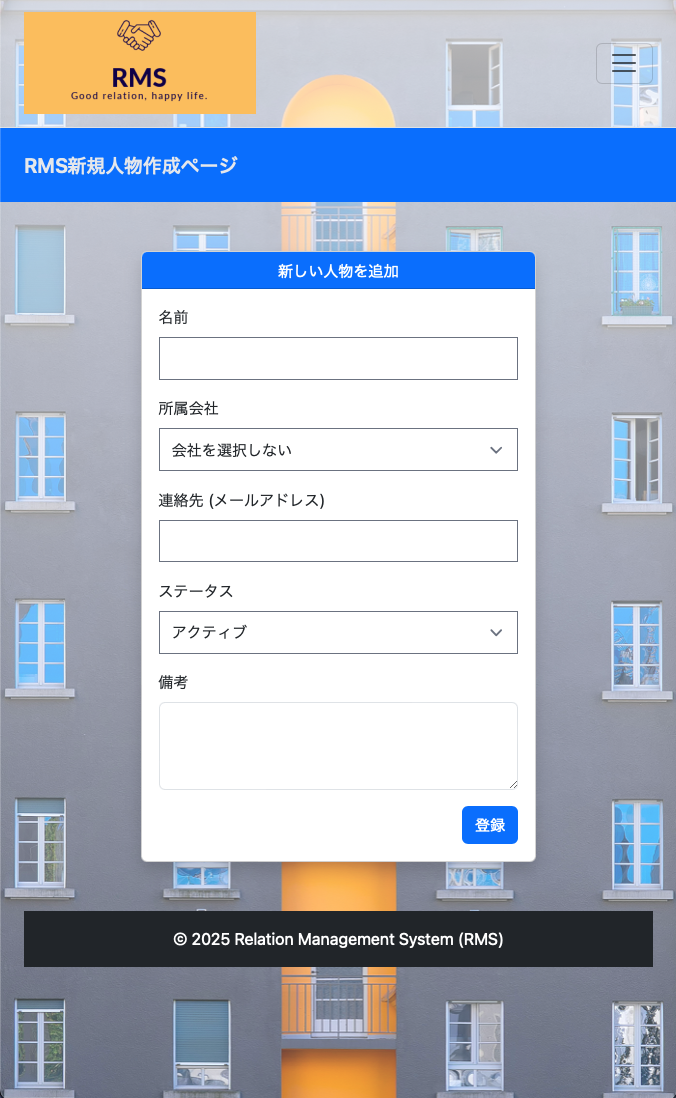 RMS
Good relation, happy life.
RMS新規人物作成ページ
新しい人物を追加
名前
所属会社
会社を選択しない
連絡先 (メールアドレス)
ステータス
アクティブ
備考
登録
© 2025 Relation Management System (RMS)